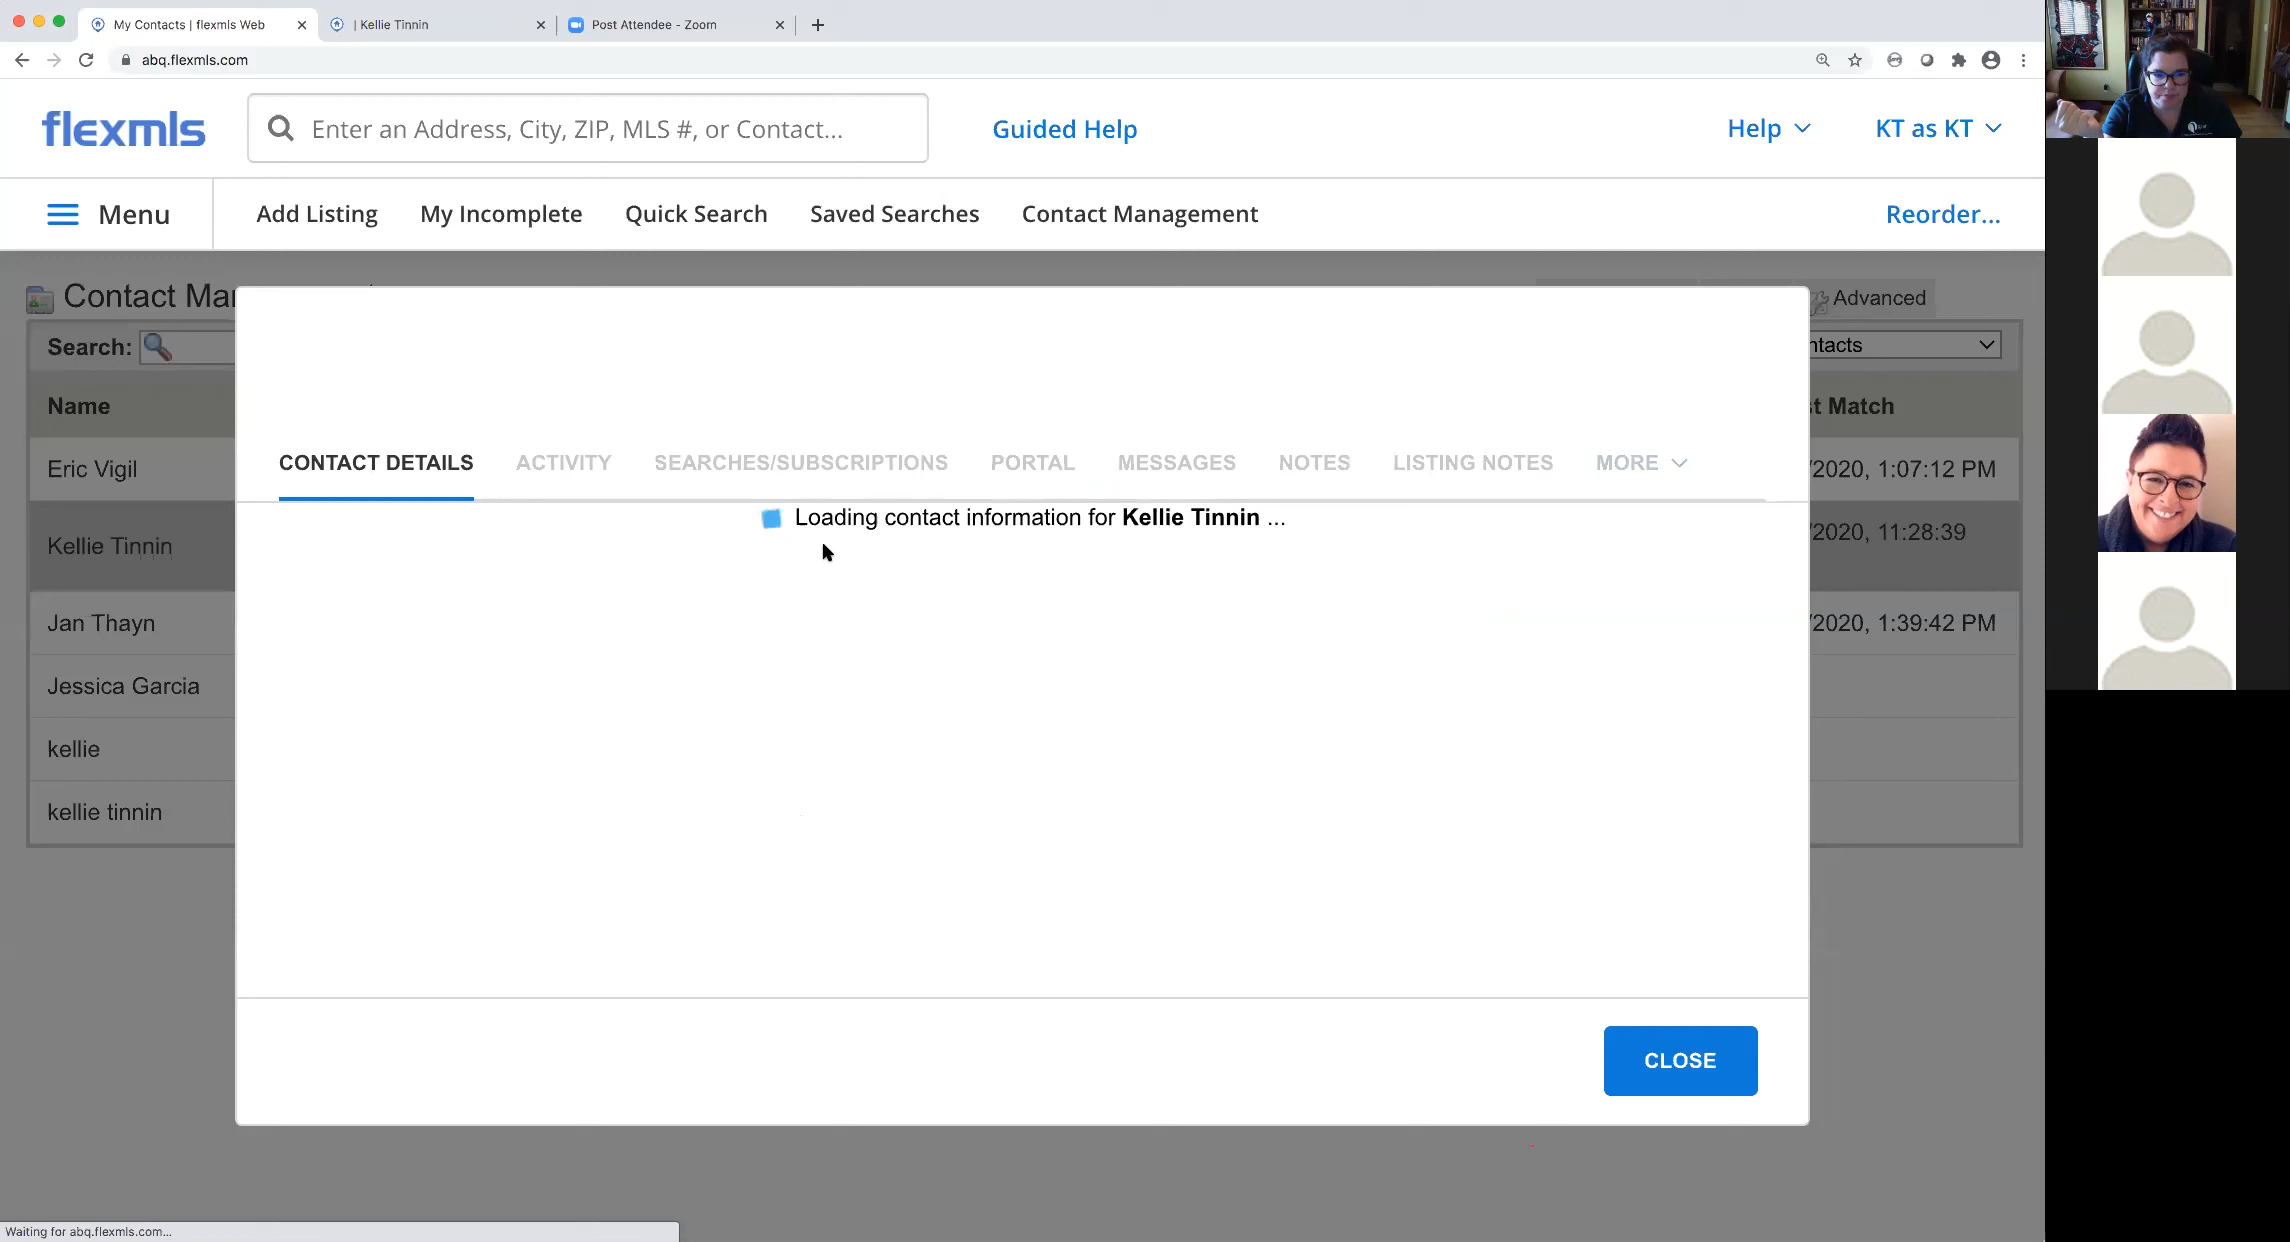 My Contacts | flexmls Web
| Kellie Tinnin
Post Attendee - Zoom
abq.flexmls.com
flexmls
Enter an Address, City, ZIP, MLS #, or Contact...
Guided Help
Help
KT as KT
Menu
Add Listing
My Incomplete
Quick Search
Saved Searches
Contact Management
Reorder...
Contact Ma
Advanced
Search:
ntacts
Name
t Match
CONTACT DETAILS
ACTIVITY
SEARCHES/SUBSCRIPTIONS
PORTAL
MESSAGES
NOTES
LISTING NOTES
MORE
Eric Vigil
/2020, 1:07:12 PM
Loading contact information for Kellie Tinnin ...
Kellie Tinnin
/2020, 11:28:39
Jan Thayn
/2020, 1:39:42 PM
Jessica Garcia
kellie
kellie tinnin
CLOSE
Waiting for abq.flexmls.com...